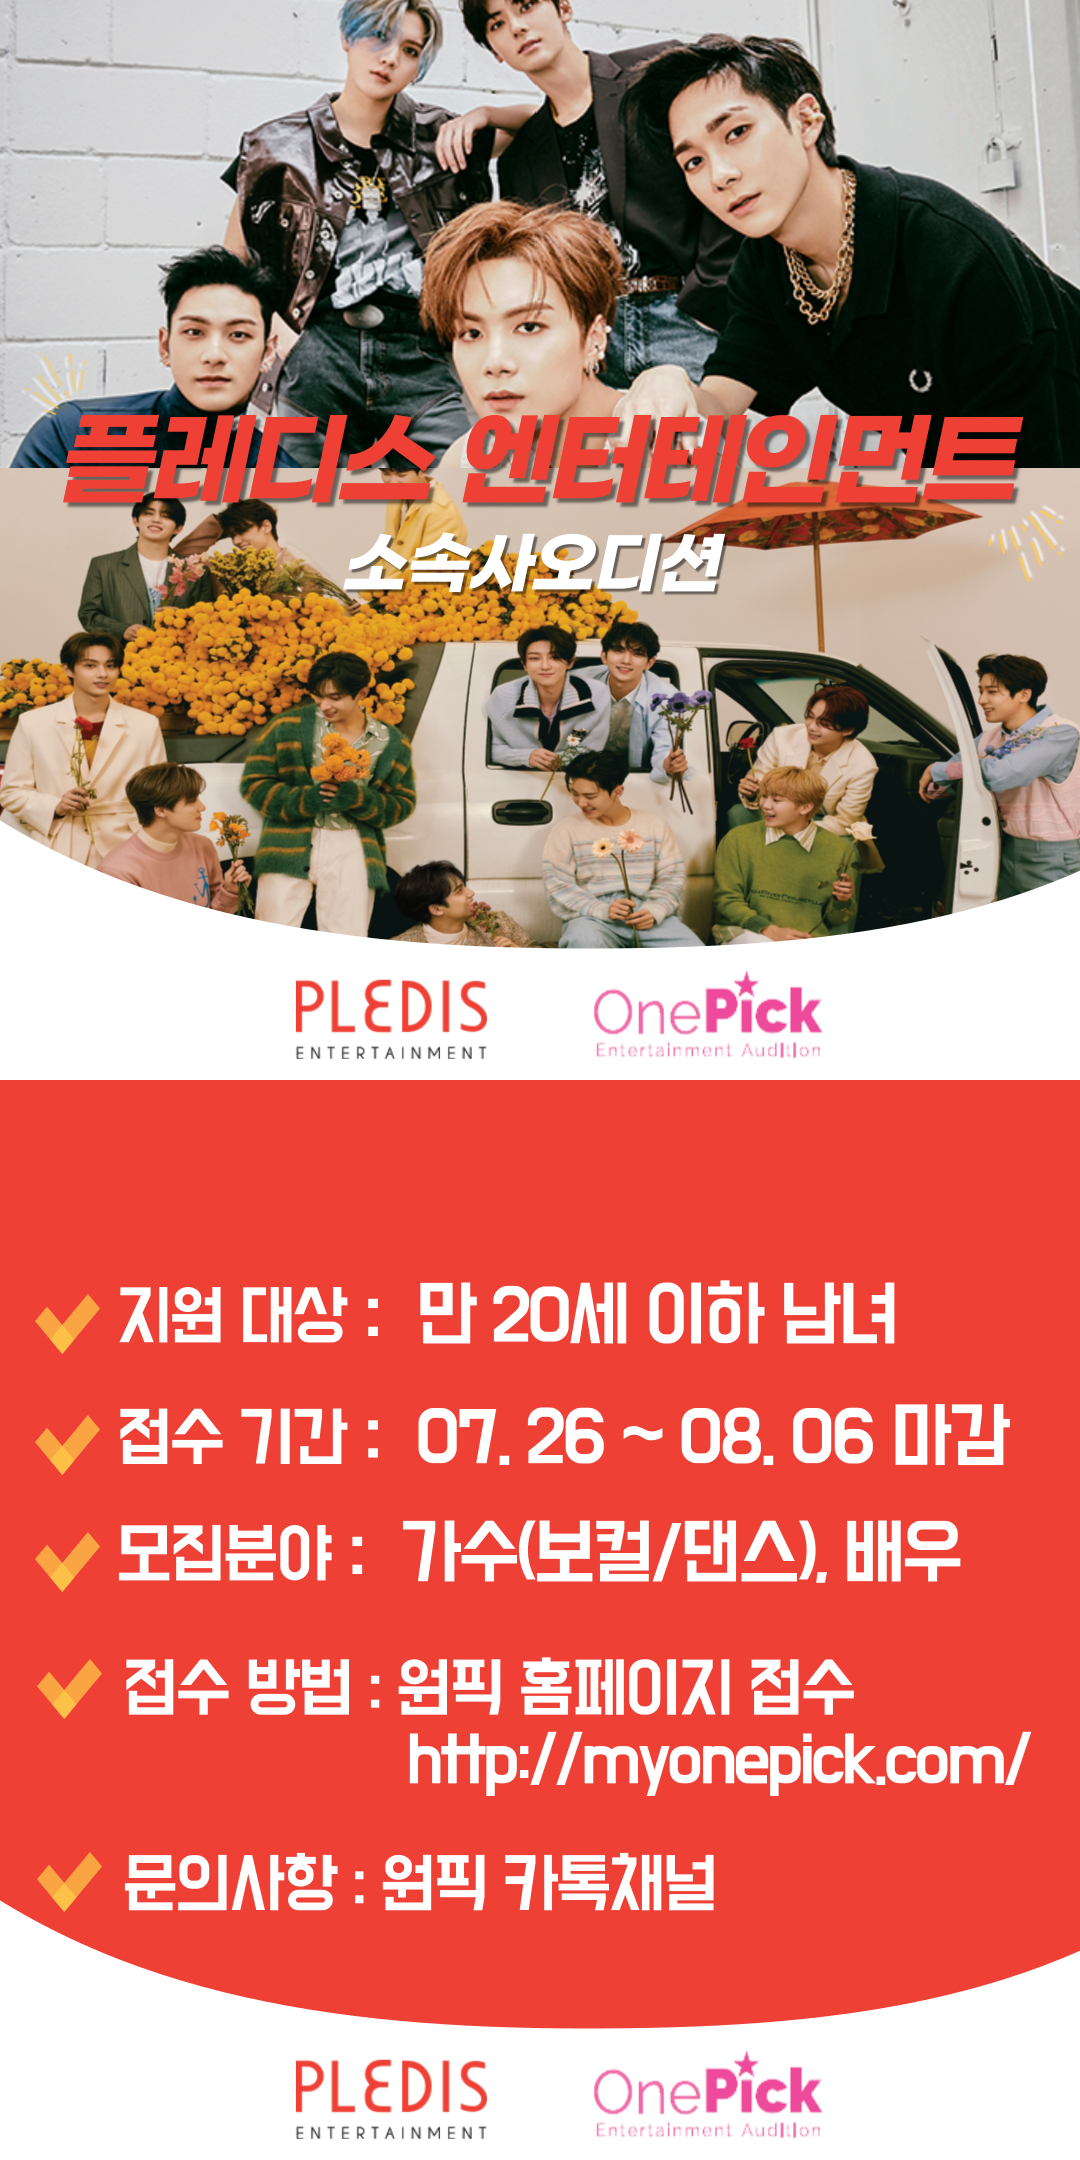 플레디스 엔터테인먼트
소속사오디션
PLEDIS
ENTERTAINMENT
OnePick
Entertainment Audition
지원 대상 : 만 20세 이하 남녀
접수 기간 : 07. 26 ~ 08. 06 마감
모집분야 : 가수(보컬/댄스), 배우
접수 방법 : 원픽 홈페이지 접수
http://myonepick.com/
문의사항 : 원픽 카톡채널
PLEDIS
ENTERTAINMENT
OnePick
Entertainment Audition